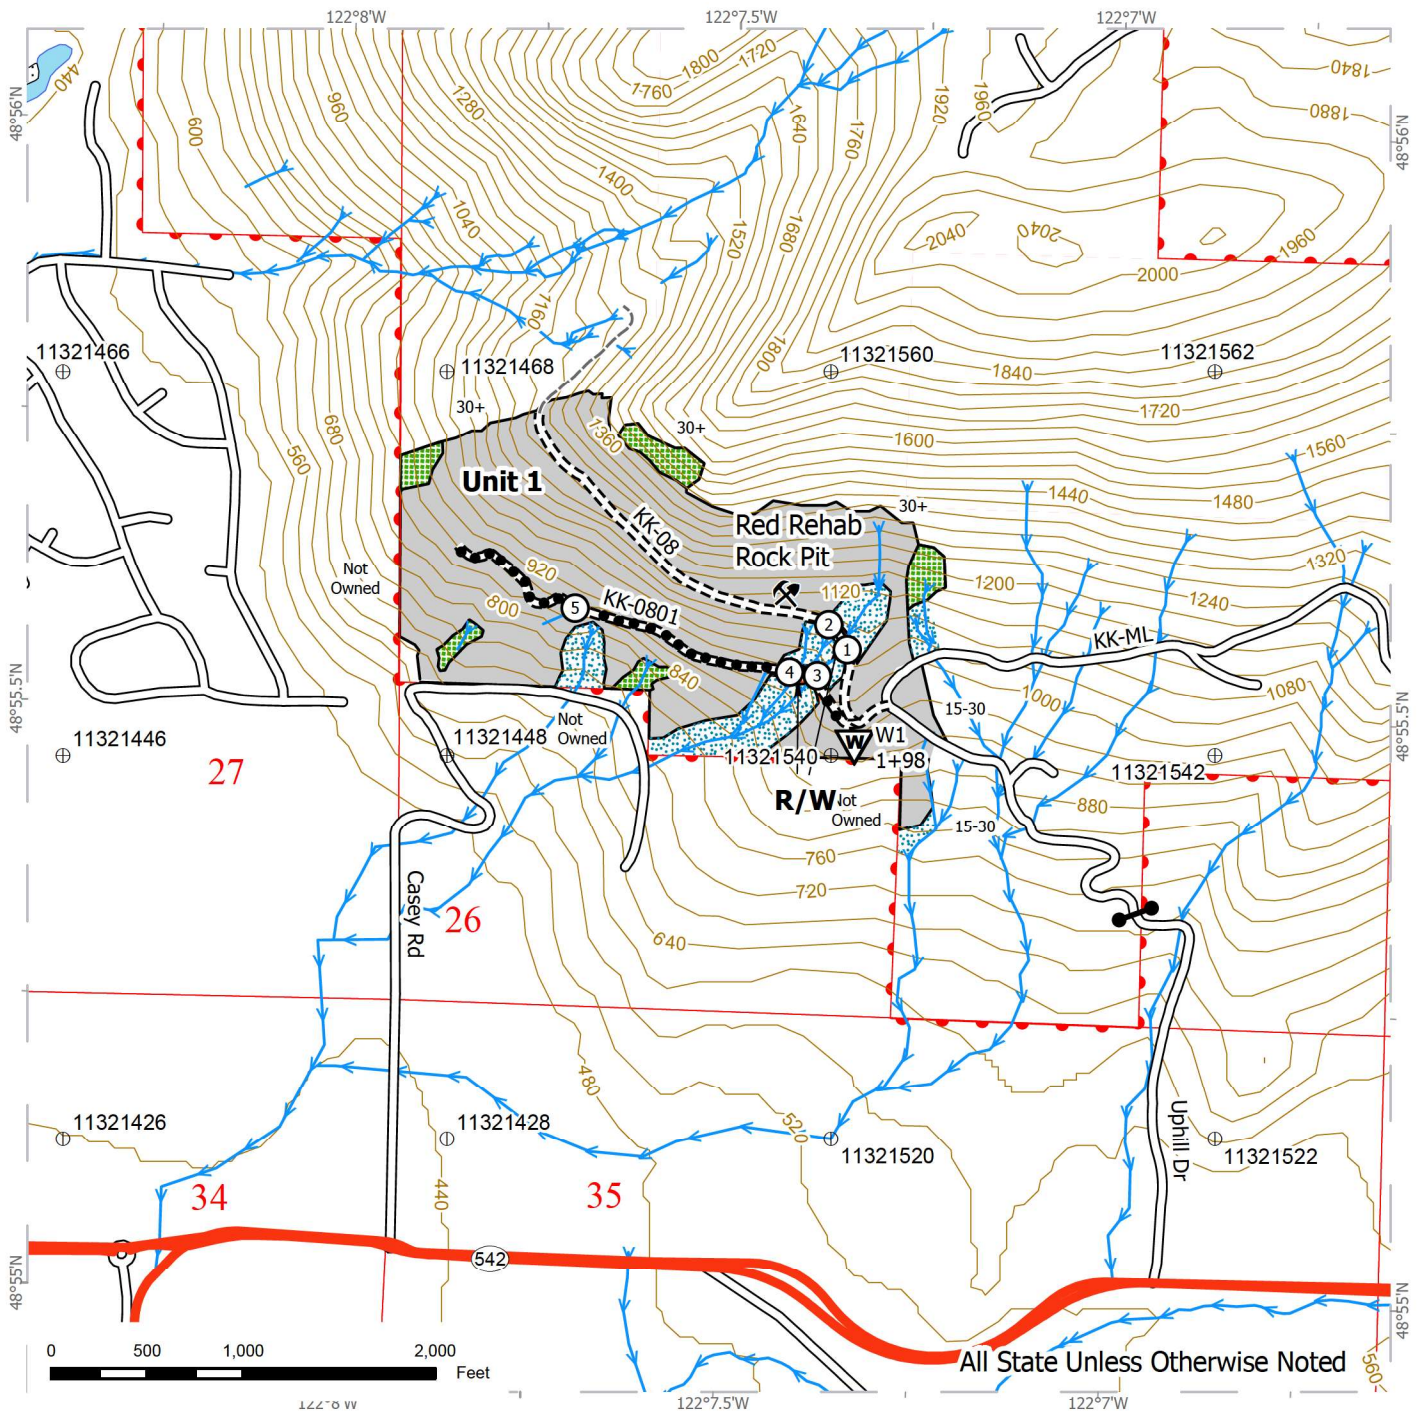 122°8'W
122°7.5'W
122°7'W
48°56'N
48°56'N
440
600
960
1280
1800
1720
1760
1640
1760
1920
1960
1840
1880
1400
1040
1520
1680
2040
2040
1960
2000
1160
1800
11321466
11321468
11321560
11321562
1840
1720
30+
30+
680
560
1360
1600
1560
Unit 1
1440
1480
30+
Red Rehab
Rock Pit
KK-08
1320
Not
Owned
920
1120
1200
1240
800
5
KK-0801
2
1
KK-ML
840
4
3
1000
1080
48°55.5'N
48°55.5'N
15-30
Not
Owned
11321446
11321448
W
W1
1+98
11321540
11321542
27
R/W
Not
Owned
880
15-30
760
720
26
Casey Rd
640
480
520
11321426
11321428
11321520
11321522
Uphill Dr
34
35
440
542
48°55'N
48°55'N
0
500
1,000
2,000
Feet
All State Unless Otherwise Noted
560
122°8'W
122°7.5'W
122°7'W